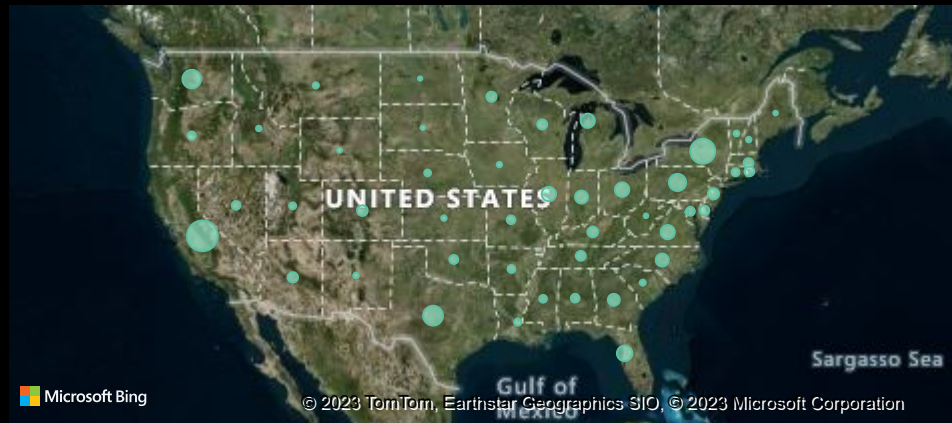 UNITED STATES
Sargasso Sea
Gulf of
Mexico
Microsoft Bing
© 2023 TomTom, Earthstar Geographics SIO, © 2023 Microsoft Corporation